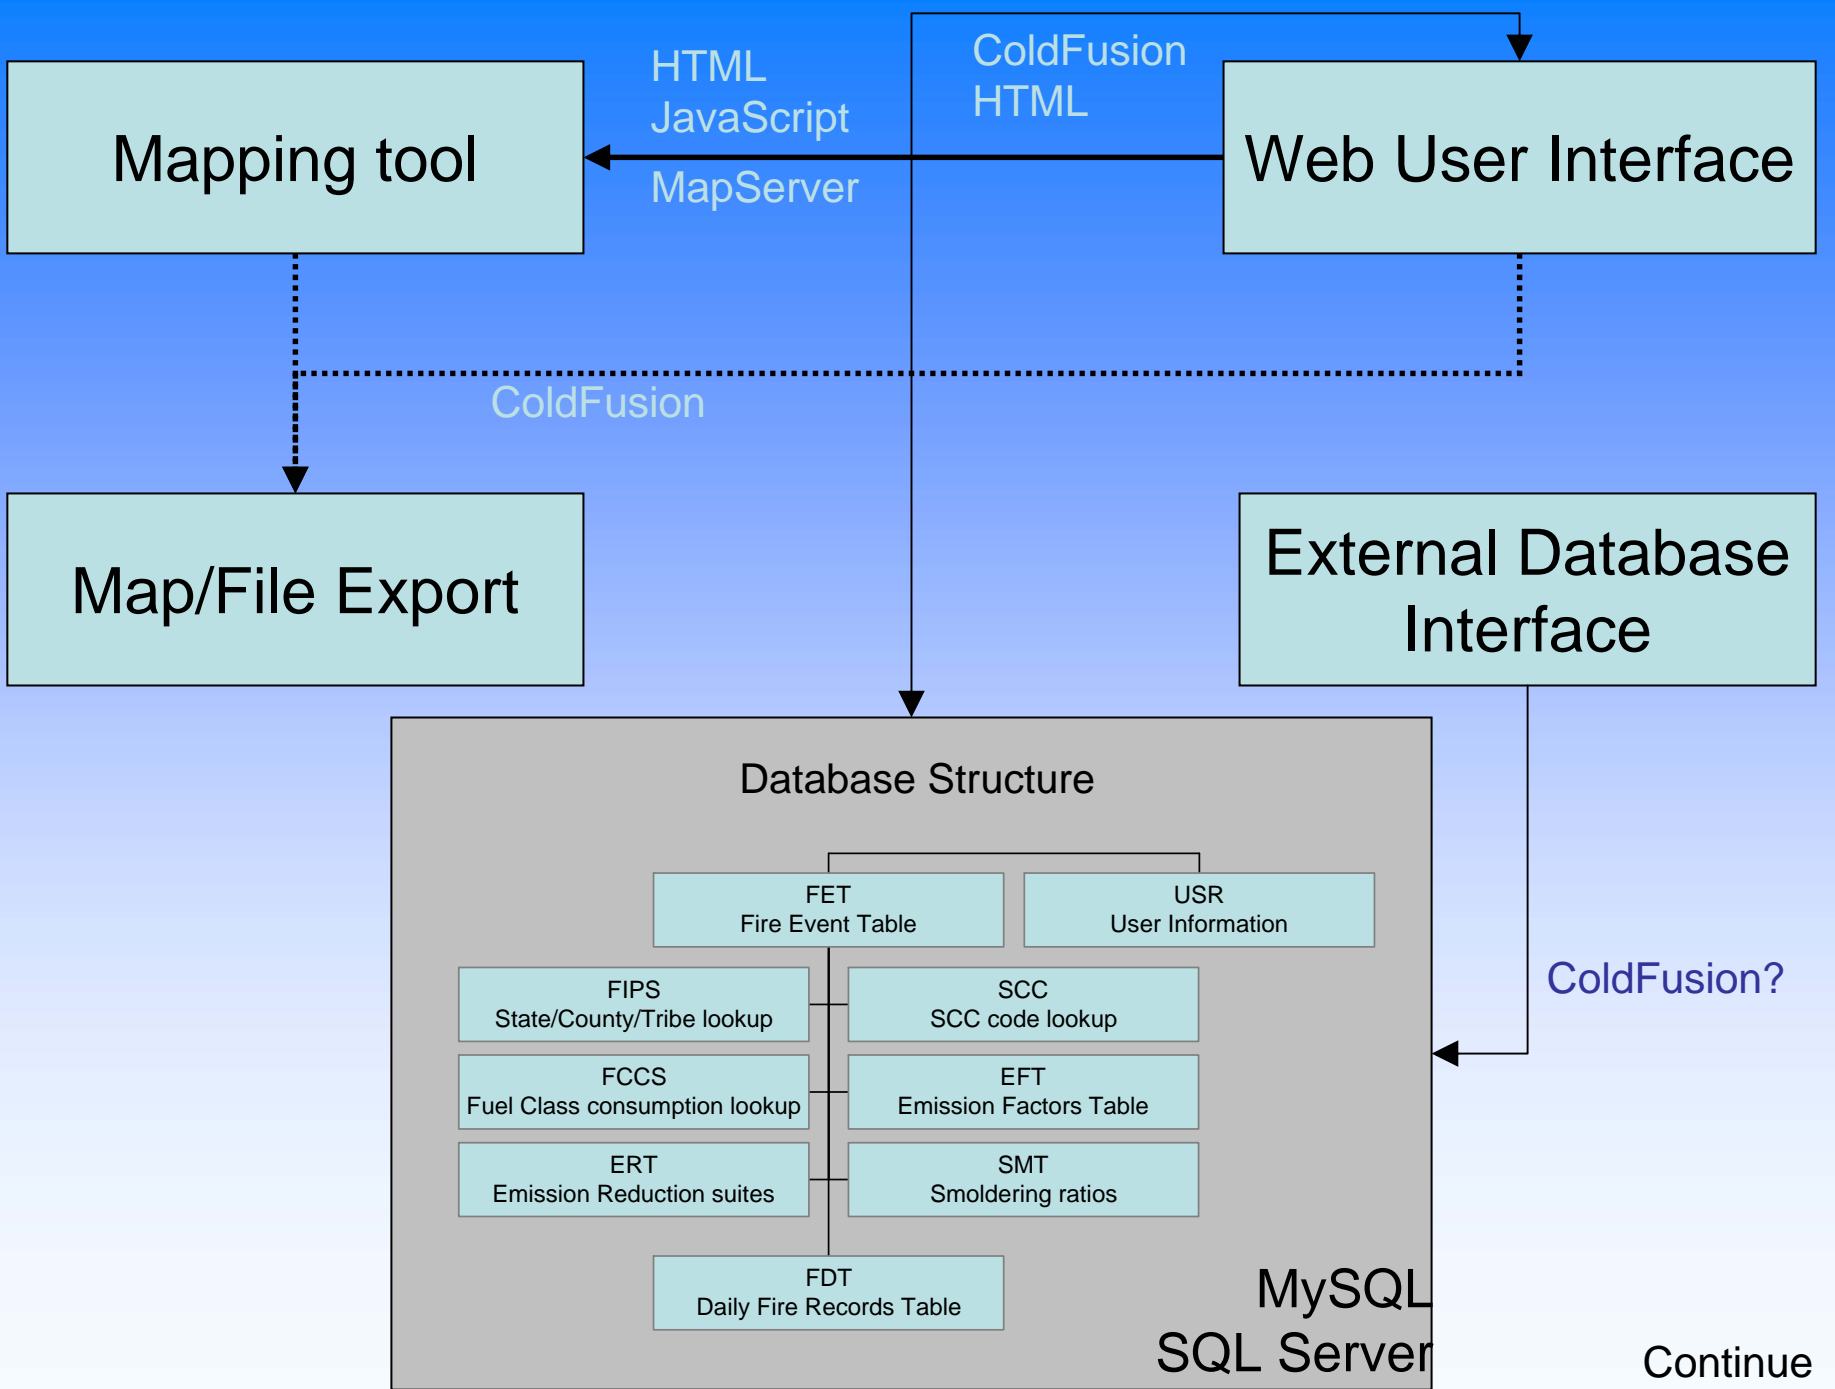 HTML
JavaScript
MapServer
ColdFusion
HTML
Mapping tool
Web User Interface
ColdFusion
Map/File Export
External Database
Interface
Database Structure
FET
Fire Event Table
USR
User Information
FIPS
State/County/Tribe lookup
SCC
SCC code lookup
FCCS
Fuel Class consumption lookup
EFT
Emission Factors Table
ERT
Emission Reduction suites
SMT
Smoldering ratios
FDT
Daily Fire Records Table
ColdFusion?
MySQL
SQL Server
Continue